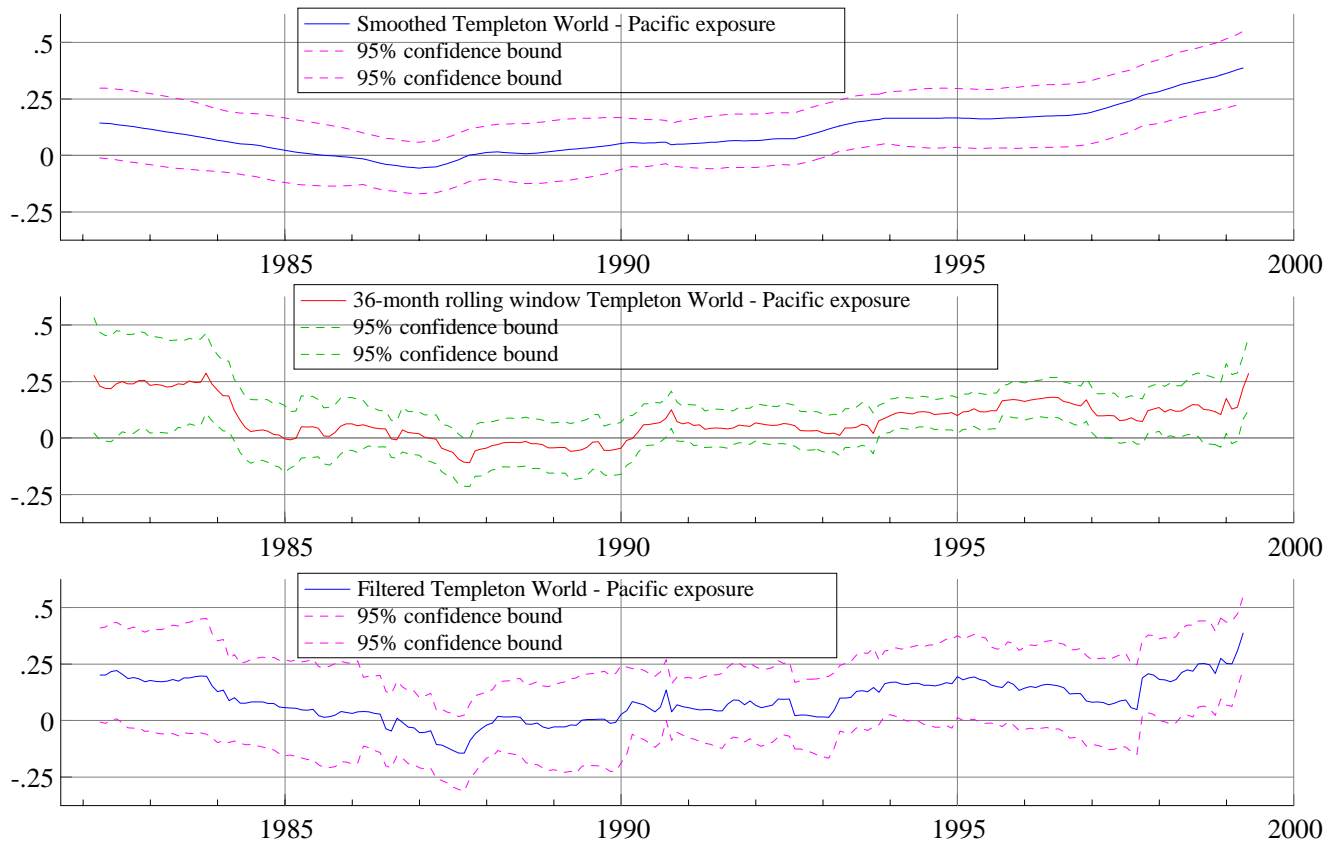 Smoothed Templeton World - Pacific exposure
95% confidence bound
95% confidence bound
.5
.25
0
-.25
1985 1990 1995 2000
36-month rolling window Templeton World - Pacific exposure
95% confidence bound
95% confidence bound
.5
.25
0
-.25
1985 1990 1995 2000
Filtered Templeton World - Pacific exposure
95% confidence bound
95% confidence bound
.5
.25
0
-.25
1985 1990 1995 2000